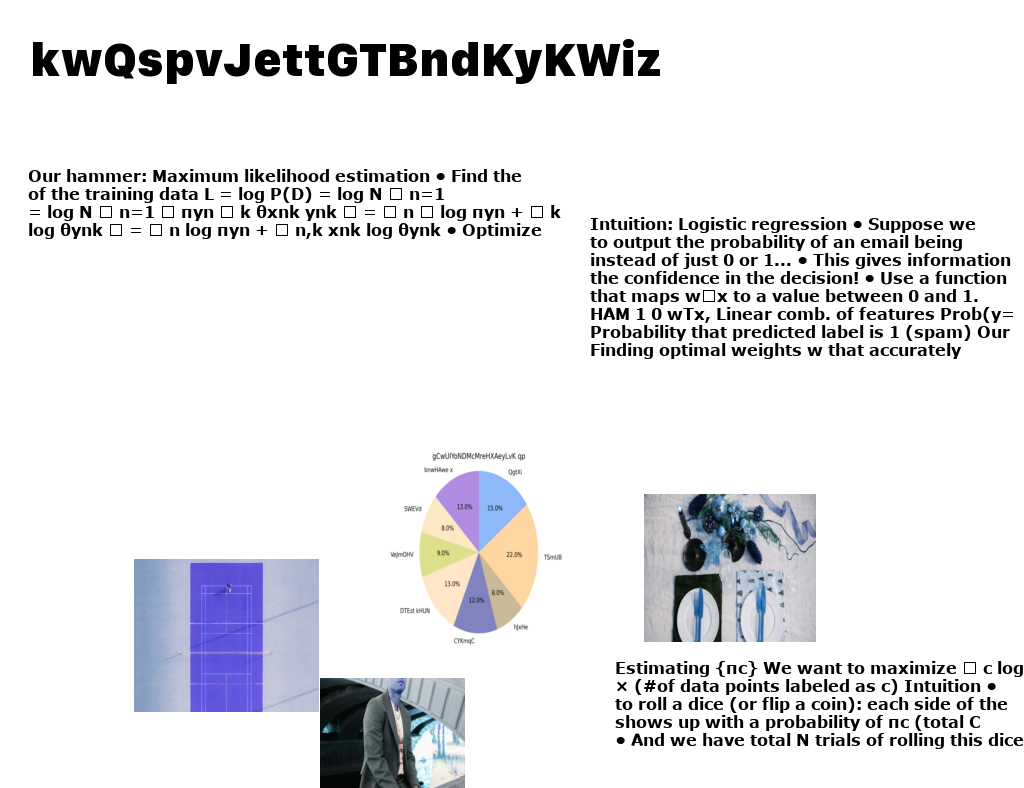 kwQspvJettGTBndKyKWiz
Our hammer: Maximum likelihood estimation • Find the
of the training data L = log P(D) = log N □ n=1
= log N □ n=1 □ πyn □ k θxnk ynk □ = □ n □ log πyn + □ k
log θynk □ = □ n log πyn + □ n,k xnk log θynk • Optimize
Intuition: Logistic regression • Suppose we
to output the probability of an email being
instead of just 0 or 1... • This gives information
the confidence in the decision! • Use a function
that maps w□x to a value between 0 and 1.
HAM 1 0 wTx, Linear comb. of features Prob(y=
Probability that predicted label is 1 (spam) Our
Finding optimal weights w that accurately
gCwUlYoNDMcMreHXAeyLvK qp
bnwHAwe x
QgtXi
13.0%
15.0%
SWEVd
8.0%
VeJmOHV
9.0%
22.0%
TSmUB
13.0%
12.0%
8.0%
DTEst kHUN
hJxHe
CYKmqC
Estimating {πc} We want to maximize □ c log
× (#of data points labeled as c) Intuition •
to roll a dice (or flip a coin): each side of the
shows up with a probability of πc (total C
• And we have total N trials of rolling this dice